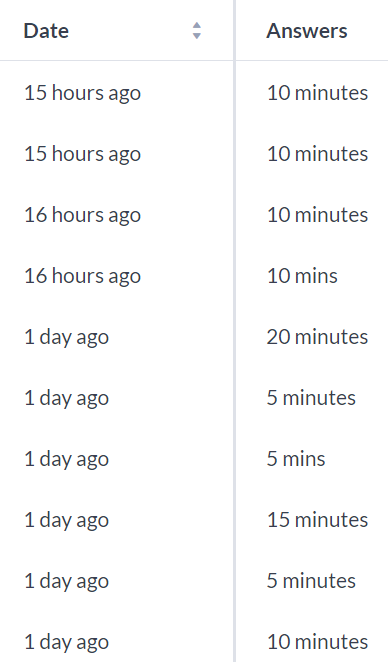 Date Answers
15 hours ago 10 minutes
15 hours ago 10 minutes
16 hours ago 10 minutes
16 hours ago 10 mins
1 day ago 20 minutes
1 day ago 5 minutes
1 day ago 5 mins
1 day ago 15 minutes
1 day ago 5 minutes
1 day ago 10 minutes